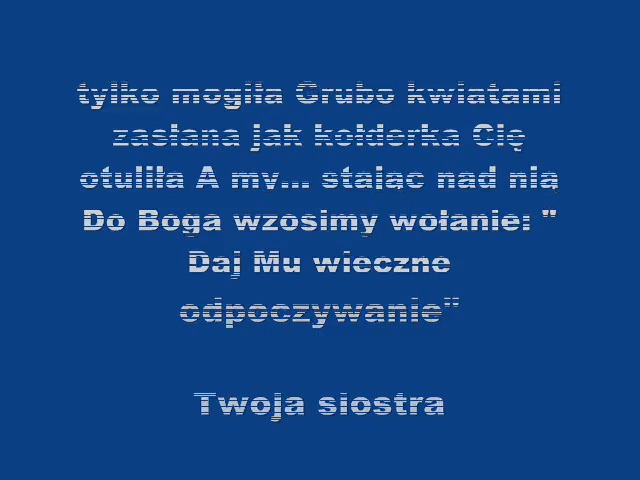 tylko mogiła Grubo kwiatami
zasłana jak kołderka Cię
otuliła A my... stając nad nią
Do Boga wzosimy wołanie: "
Daj Mu wieczne
odpoczywanie"
Twoja siostra